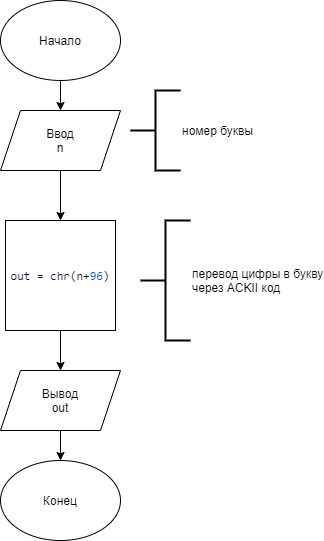 Начало
Ввод
n
номер буквы
out = chr(n+96)
перевод цифры в букву
через ACKII код
Вывод
out
Конец